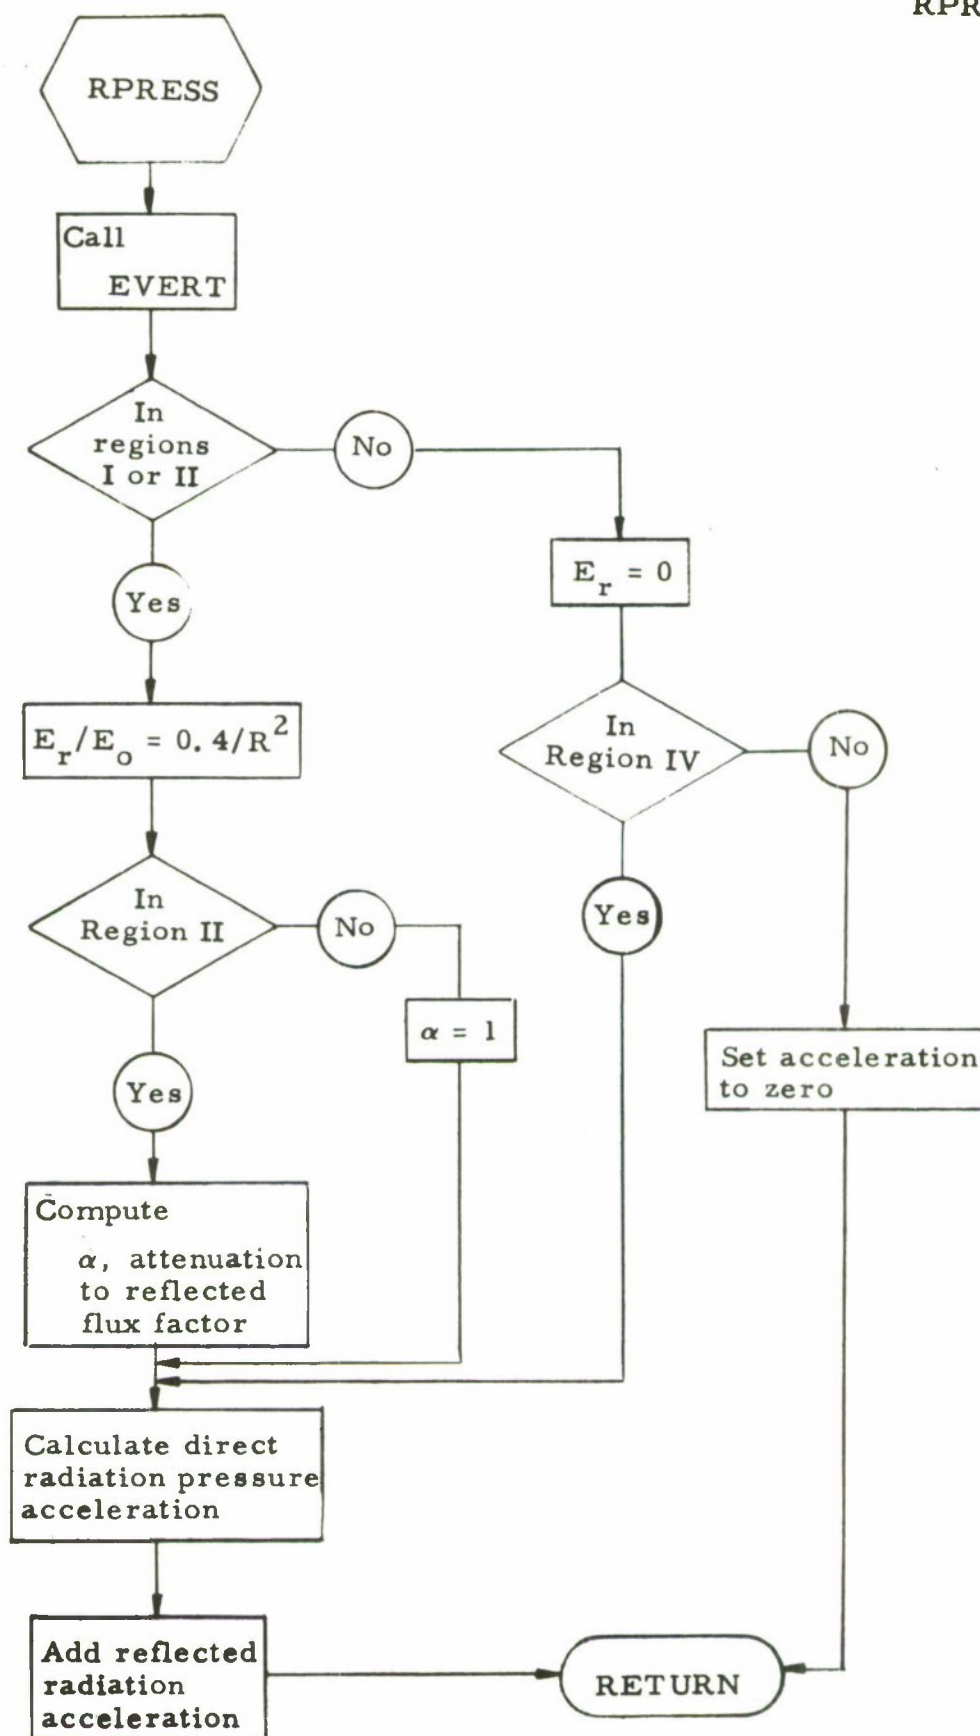 RPR
RPRESS
Call
EVERT
In
regions
I or II
No
Yes
E_r = 0
E_r/E_o = 0.4/R^2
In
Region IV
No
In
Region II
No
Yes
α = 1
Set acceleration
to zero
Yes
Compute
α, attenuation
to reflected
flux factor
Calculate direct
radiation pressure
acceleration
Add reflected
radiation
acceleration
RETURN